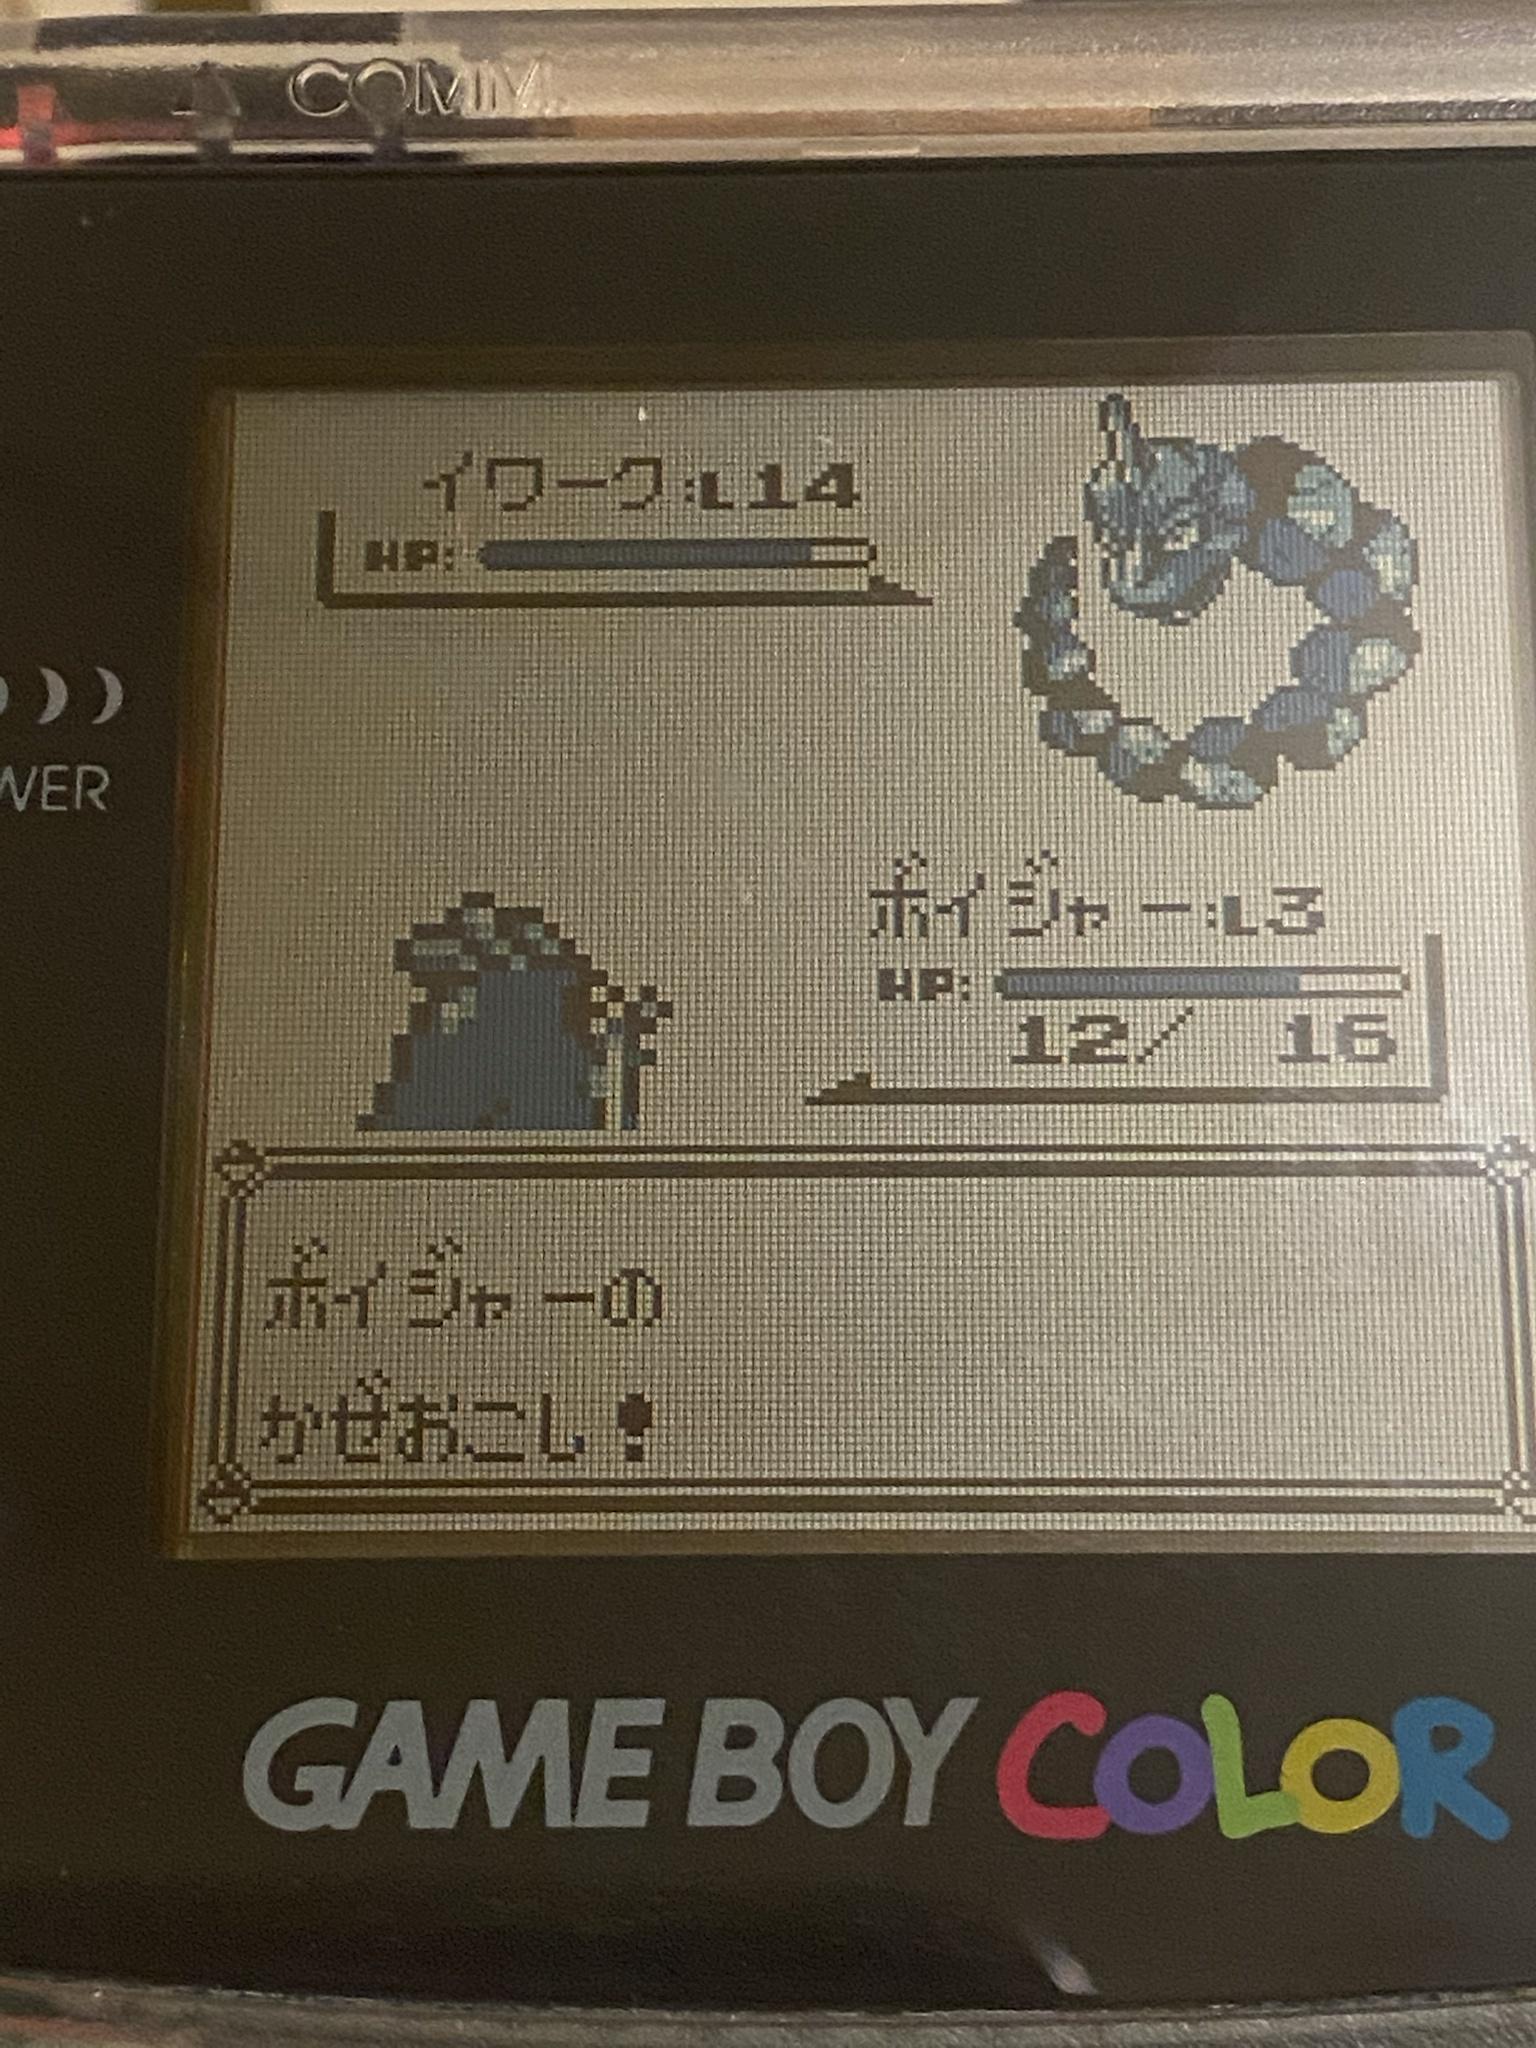 COMM.
イワーク:L14
HP:
WER
ボイジャー:L3
HP:
12/ 16
ボイジャーの
かぜおこし！
GAME BOY COLOR